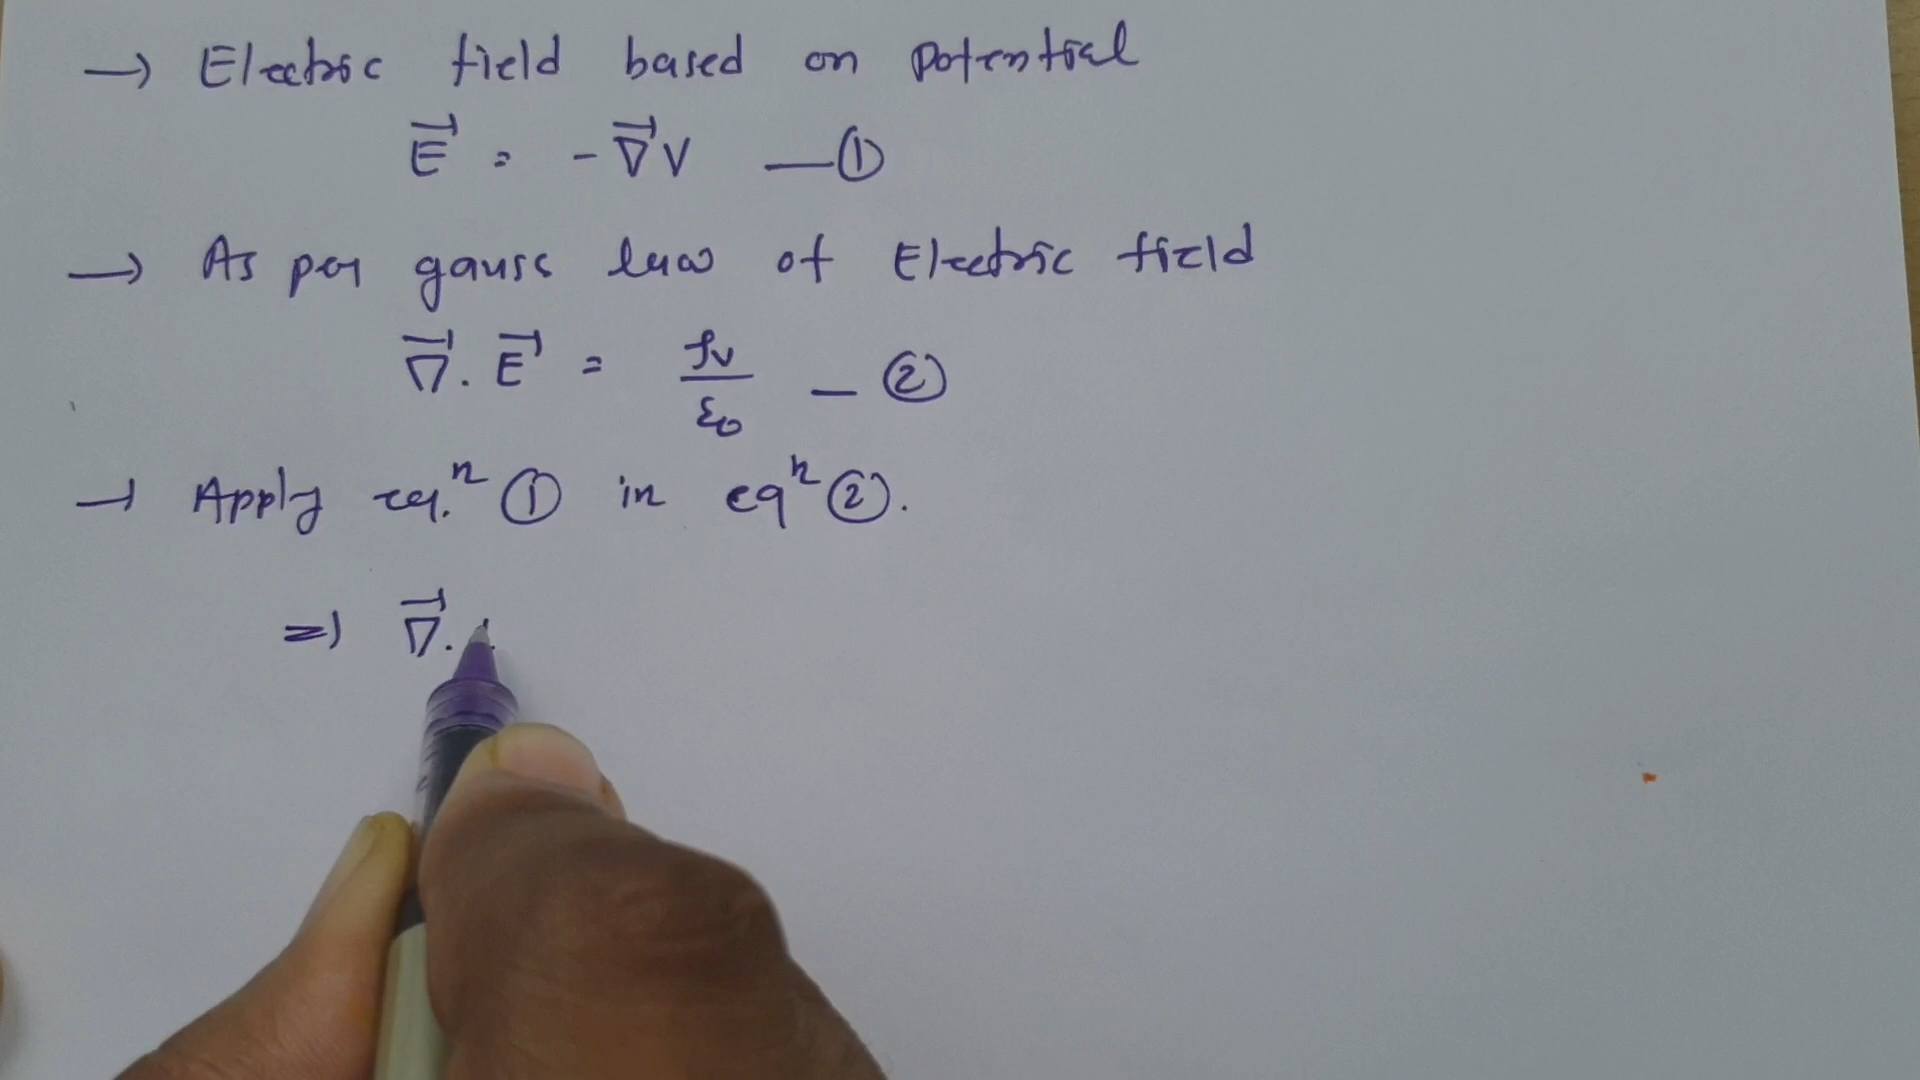 → Electric field based on Potential
E⃗ = - ∇⃗V — ①
→ As per gauss law of Electric field
∇⃗ . E⃗ = ρv/ε0 - ②
→ Apply eq.n ① in eqn ②.
⇒ ∇⃗ .